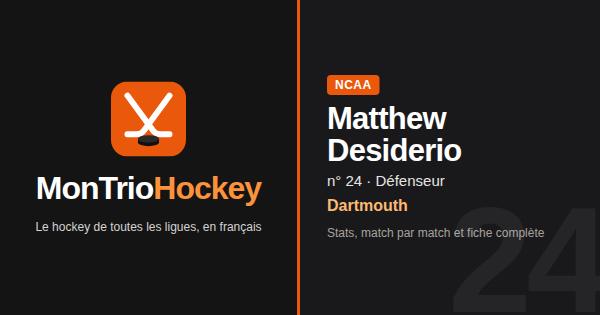 MonTrioHockey
Le hockey de toutes les ligues, en français
NCAA
Matthew
Desiderio
n° 24 · Défenseur
Dartmouth
Stats, match par match et fiche complète
24